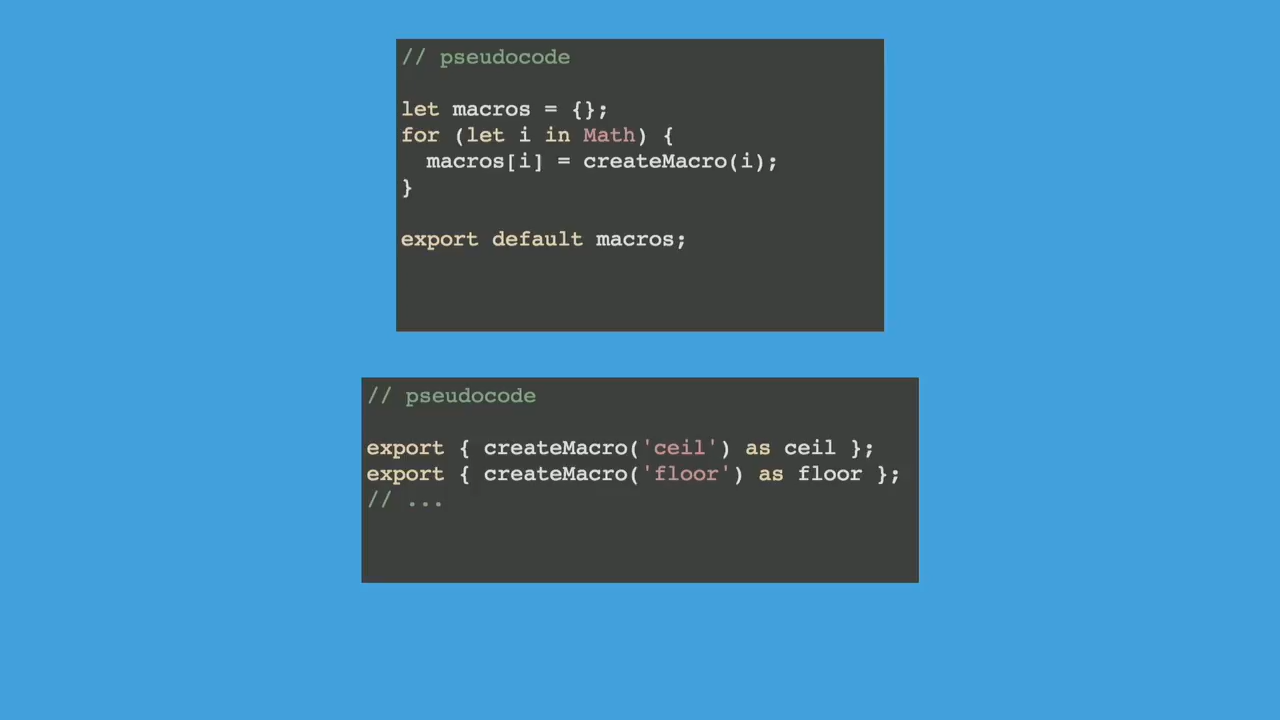 // pseudocode
let macros = {};
for (let i in Math) {
  macros[i] = createMacro(i);
}
export default macros;
// pseudocode
export { createMacro('ceil') as ceil };
export { createMacro('floor') as floor };
// ...